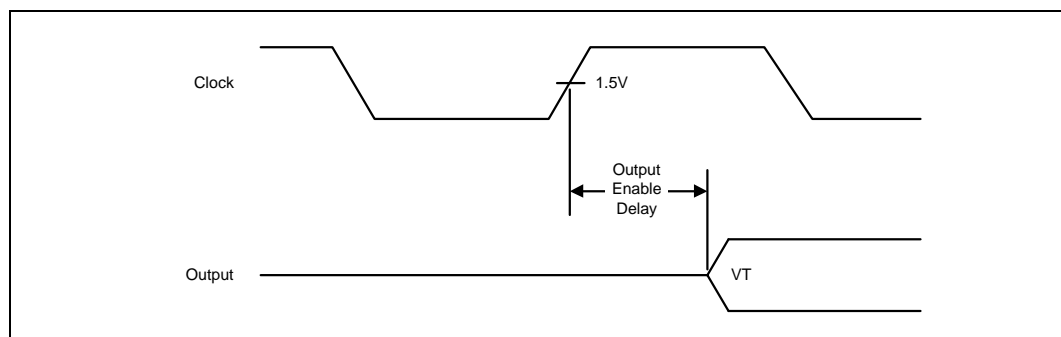 Clock
1.5V
Output
Enable
Delay
Output
VT